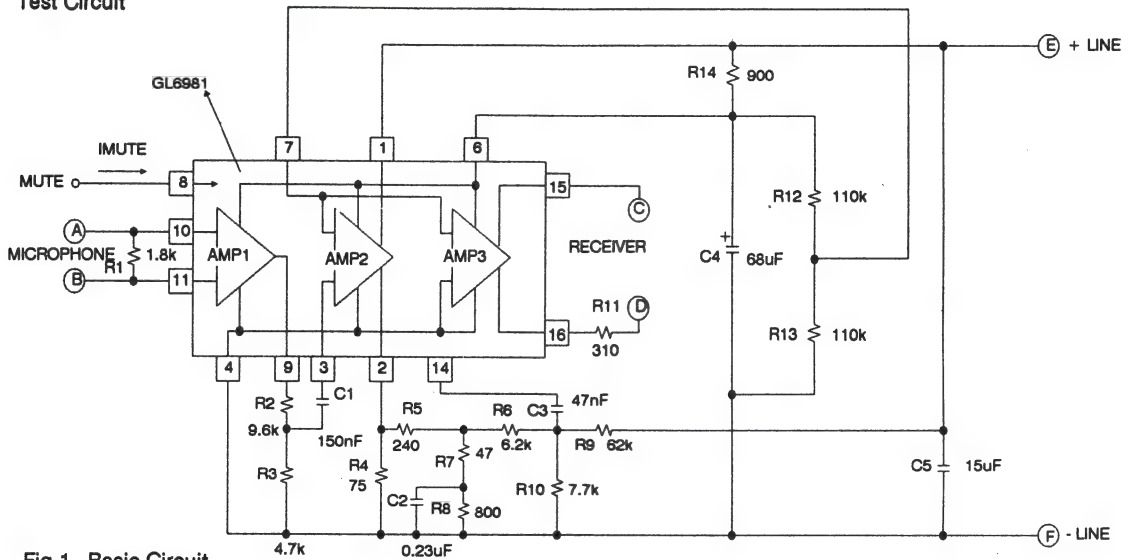 Test Circuit
E + LINE
R14 900
GL6981
IMUTE
7 1 6
MUTE 8
15
C
R12 110k
A 10
MICROPHONE R1 1.8k
AMP1 AMP2 AMP3
RECEIVER
+
C4 68uF
B 11
R11 D
16
310
R13 110k
4 9 3 2 14
R2 9.6k
C1 150nF
C3 47nF
R5 240
R6 6.2k
R9 62k
R3 4.7k
R4 75
R7 47
C2 0.23uF
R8 800
R10 7.7k
C5 15uF
F - LINE
Fig 1. Basic Circuit